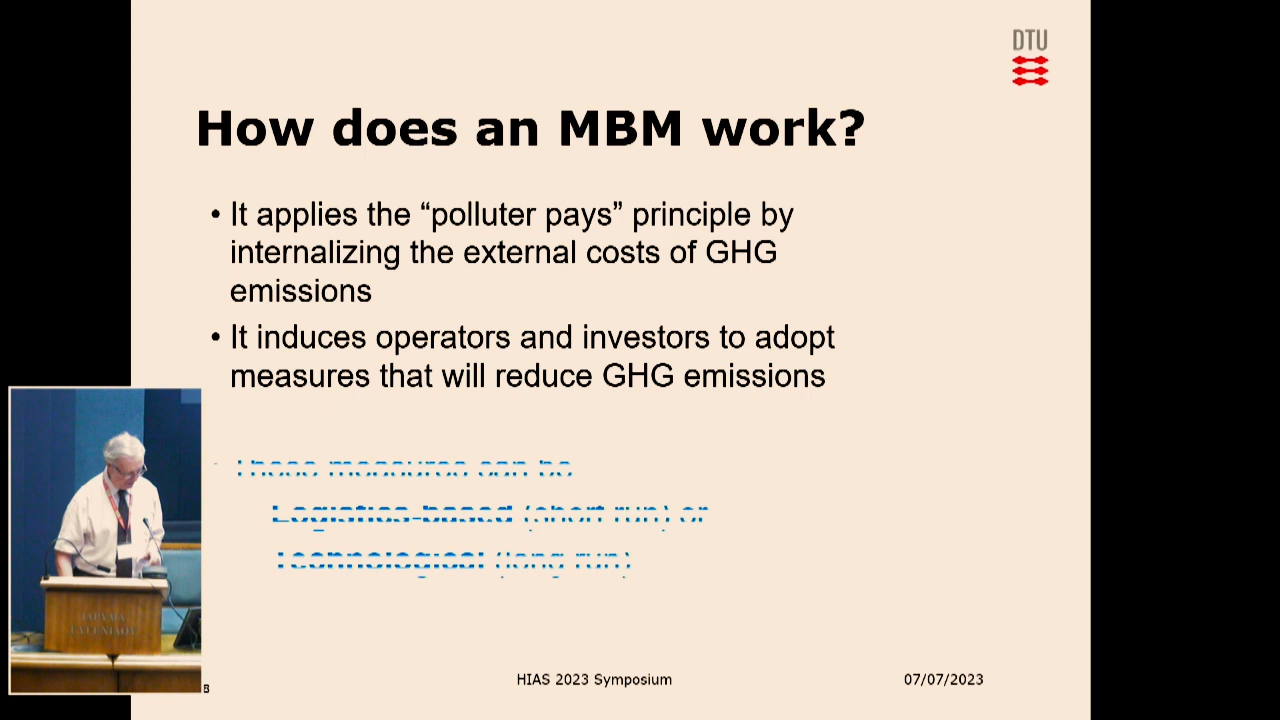 DTU
How does an MBM work?
• It applies the “polluter pays” principle by
internalizing the external costs of GHG
emissions
• It induces operators and investors to adopt
measures that will reduce GHG emissions
These measures can be
Logistics-based (short run) or
Technological (long run)
ΙΔΡΥΜΑ
ΕΥΓΕΝΙΔΟΥ
HIAS 2023 Symposium
07/07/2023